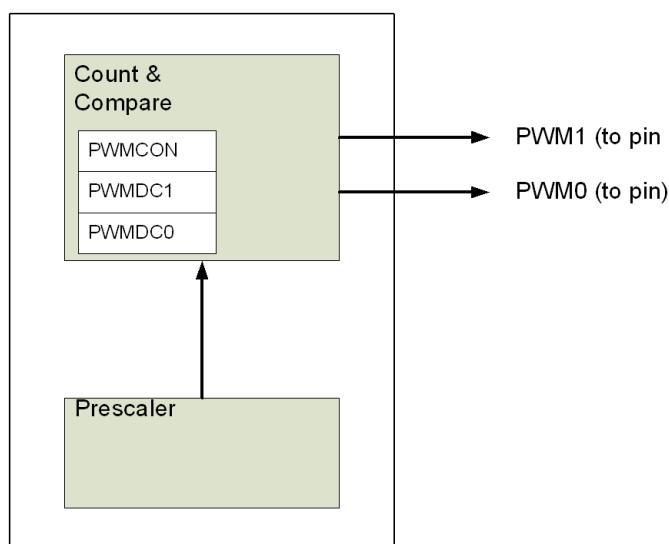 Count &
Compare
PWMCON
PWMDC1
PWMDC0
PWM1 (to pin
PWM0 (to pin)
Prescaler